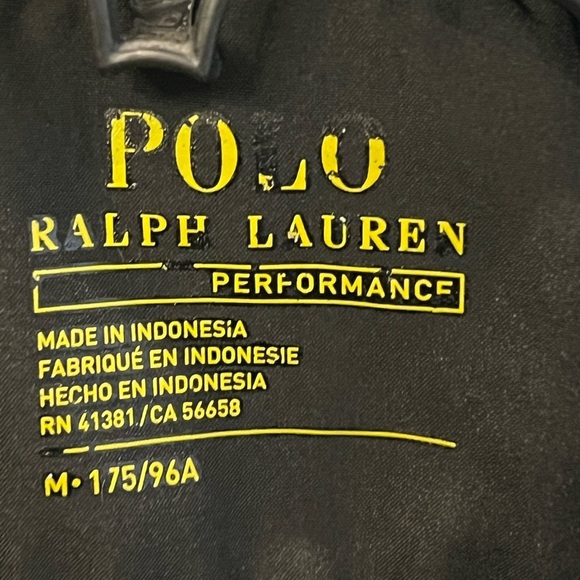 POLO
RALPH LAUREN
PERFORMANCE
MADE IN INDONESiA
FABRIQUÉ EN INDONESIE
HECHO EN INDONESIA
RN 41381/CA 56658
M• 175/96A